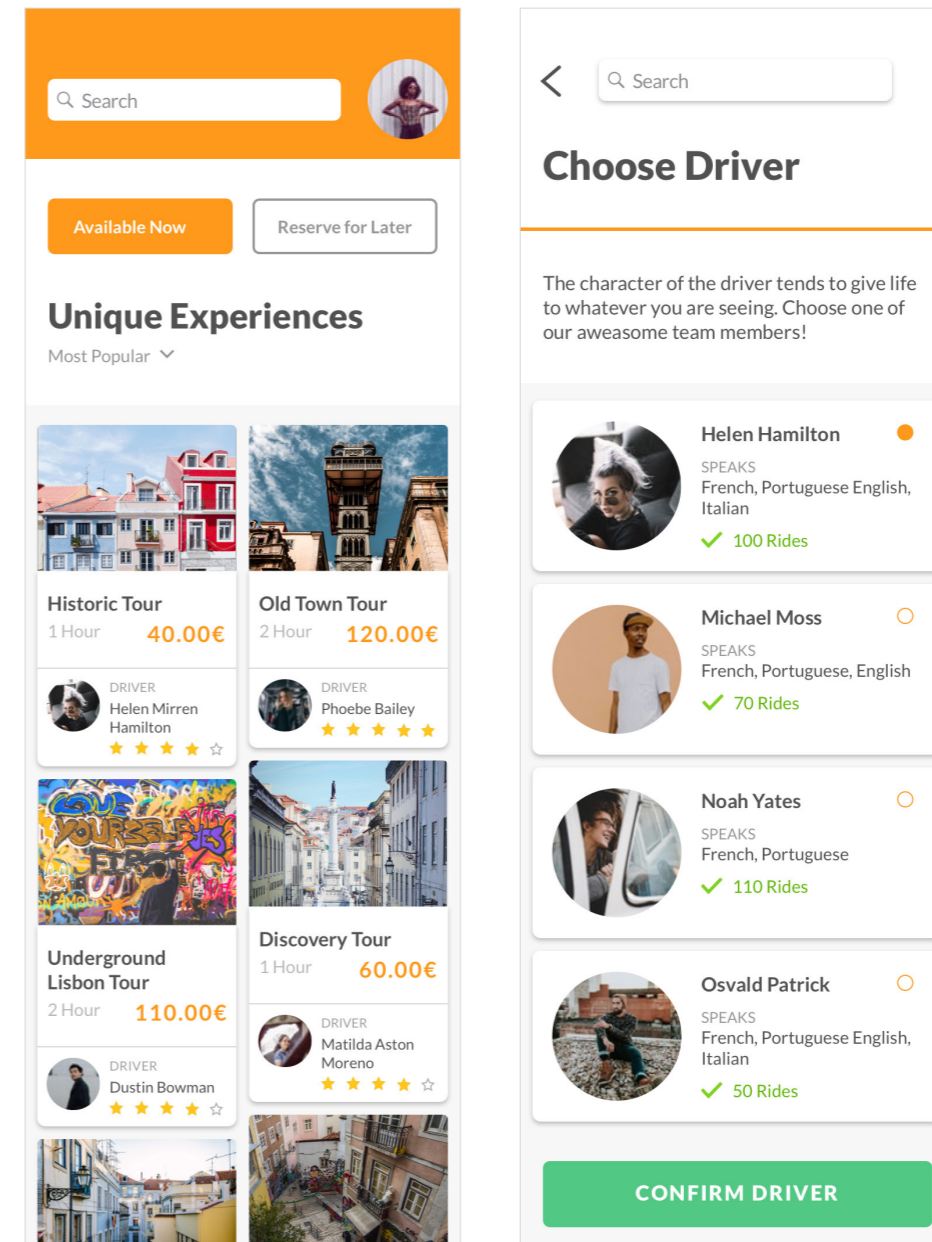 Search
Available Now
Reserve for Later
Unique Experiences
Most Popular
Historic Tour
1 Hour
40.00€
DRIVER
Helen Mirren
Hamilton
Old Town Tour
2 Hour
120.00€
DRIVER
Phoebe Bailey
LOVE
YOURSELF
FIRST
Underground
Lisbon Tour
2 Hour
110.00€
DRIVER
Dustin Bowman
Discovery Tour
1 Hour
60.00€
DRIVER
Matilda Aston
Moreno
Search
Choose Driver
The character of the driver tends to give life
to whatever you are seeing. Choose one of
our aweasome team members!
Helen Hamilton
SPEAKS
French, Portuguese English,
Italian
100 Rides
Michael Moss
SPEAKS
French, Portuguese, English
70 Rides
Noah Yates
SPEAKS
French, Portuguese
110 Rides
Osvald Patrick
SPEAKS
French, Portuguese English,
Italian
50 Rides
CONFIRM DRIVER